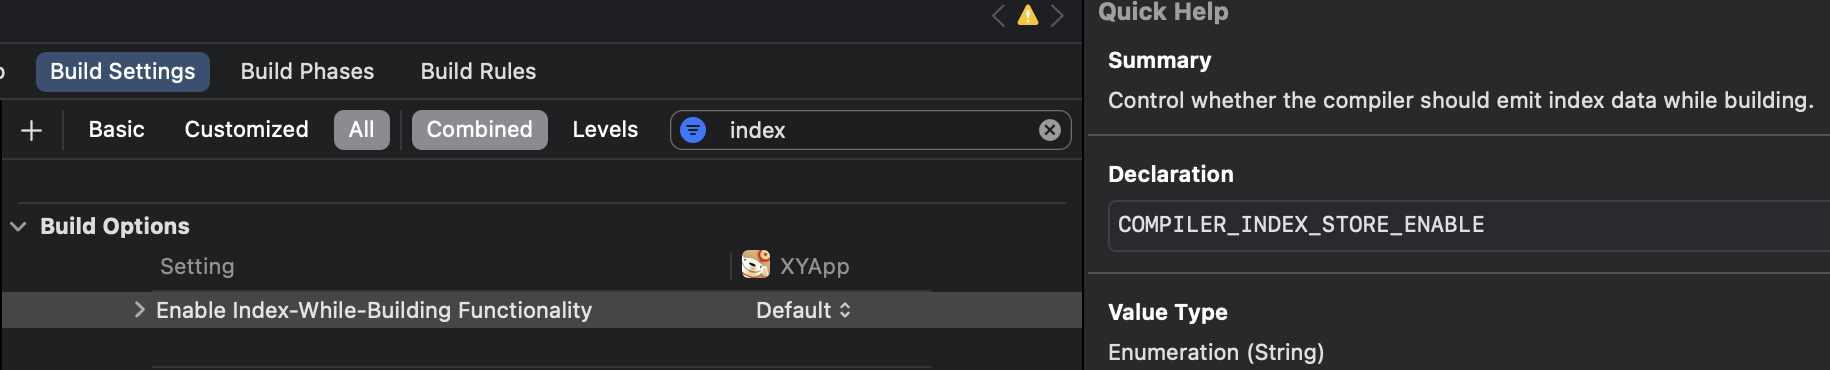 Build Settings Build Phases Build Rules
Basic Customized All Combined Levels index
Build Options
Setting XYApp
Enable Index-While-Building Functionality Default
Quick Help
Summary
Control whether the compiler should emit index data while building.
Declaration
COMPILER_INDEX_STORE_ENABLE
Value Type
Enumeration (String)